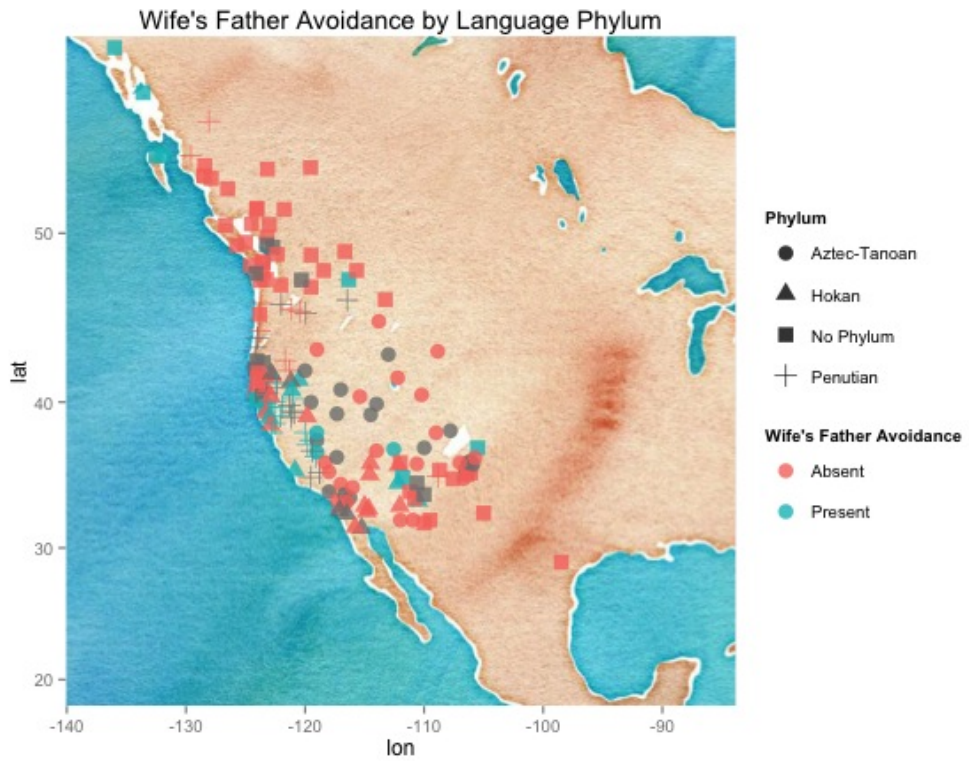 Wife's Father Avoidance by Language Phylum
lat
50
40
30
20
-140
-130
-120
-110
-100
-90
lon
Phylum
Aztec-Tanoan
Hokan
No Phylum
Penutian
Wife's Father Avoidance
Absent
Present